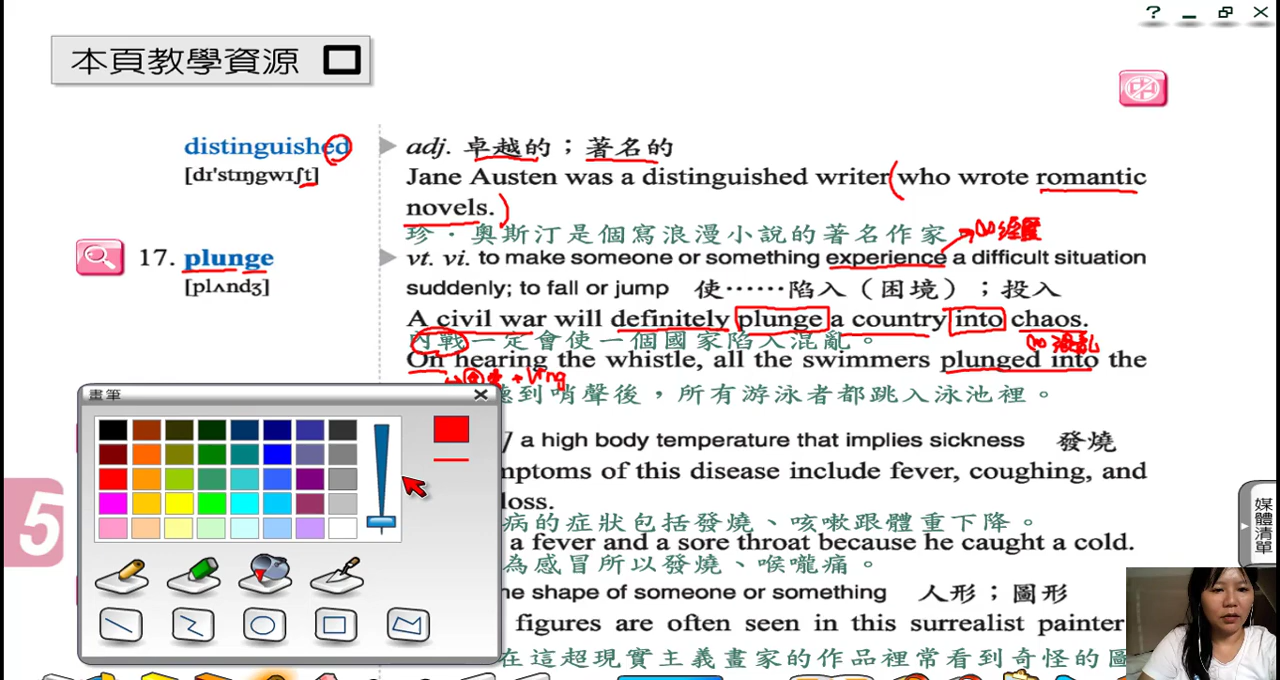 本頁教學資源
distinguished
[dɪˋstɪŋgwɪʃt]
adj. 卓越的；著名的
Jane Austen was a distinguished writer (who wrote romantic
novels.)
珍．奧斯汀是個寫浪漫小說的著名作家
17. plunge
[plʌndʒ]
vt. vi. to make someone or something experience a difficult situation
suddenly; to fall or jump 使……陷入（困境）；投入
A civil war will definitely plunge a country into chaos.
內戰一定會使一個國家陷入混亂。
On hearing the whistle, all the swimmers plunged into the
+ Ving
畫筆
到哨聲後，所有游泳者都跳入泳池裡。
a high body temperature that implies sickness 發燒
mptoms of this disease include fever, coughing, and
loss.
病的症狀包括發燒、咳嗽跟體重下降。
a fever and a sore throat because he caught a cold.
為感冒所以發燒、喉嚨痛。
he shape of someone or something 人形；圖形
figures are often seen in this surrealist painter
在這超現實主義畫家的作品裡常看到奇怪的圖
5
媒體清單